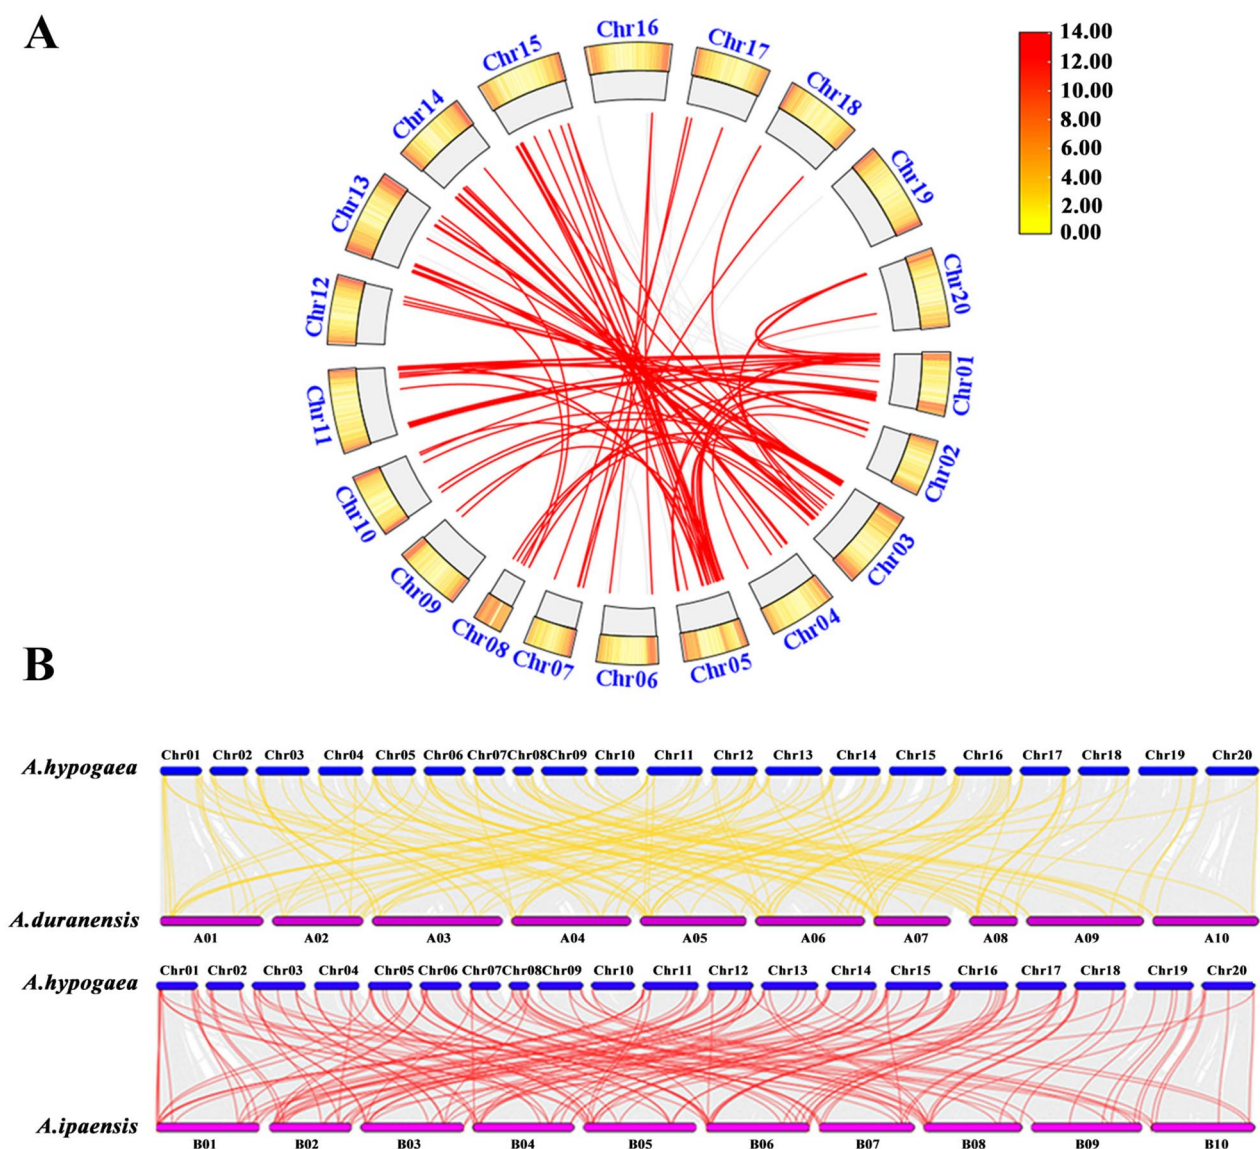 A
Chr16
Chr17
Chr15
Chr18
Chr14
Chr19
Chr13
Chr20
Chr12
Chr01
Chr11
Chr02
Chr10
Chr03
Chr09
Chr04
Chr08
Chr07
Chr06
Chr05
14.00
12.00
10.00
8.00
6.00
4.00
2.00
0.00
B
Chr01 Chr02 Chr03 Chr04 Chr05 Chr06 Chr07 Chr08 Chr09 Chr10 Chr11 Chr12 Chr13 Chr14 Chr15 Chr16 Chr17 Chr18 Chr19 Chr20
A.hypogaea
A.duranensis
A01 A02 A03 A04 A05 A06 A07 A08 A09 A10
Chr01 Chr02 Chr03 Chr04 Chr05 Chr06 Chr07 Chr08 Chr09 Chr10 Chr11 Chr12 Chr13 Chr14 Chr15 Chr16 Chr17 Chr18 Chr19 Chr20
A.hypogaea
A.ipaensis
B01 B02 B03 B04 B05 B06 B07 B08 B09 B10